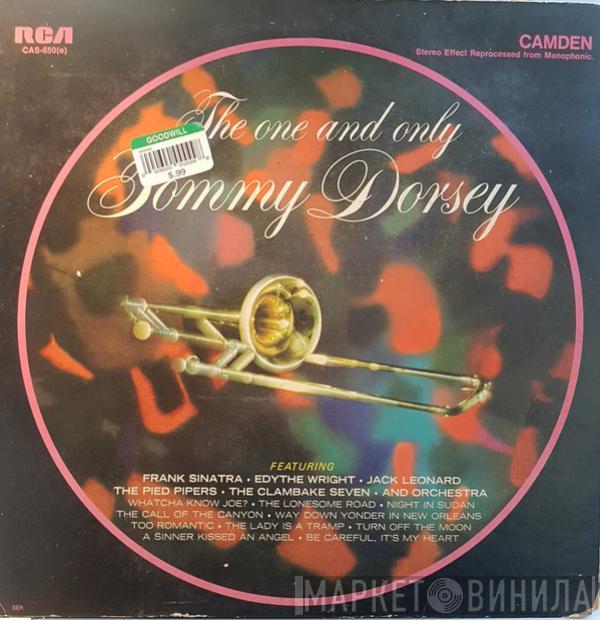 RCA
CAS-650(e)
CAMDEN
Stereo Effect Reprocessed from Monophonic.
The one and only
Tommy Dorsey
GOODWILL
$.99
FEATURING
FRANK SINATRA • EDYTHE WRIGHT • JACK LEONARD
THE PIED PIPERS • THE CLAMBAKE SEVEN • AND ORCHESTRA
WHATCHA KNOW JOE? • THE LONESOME ROAD • NIGHT IN SUDAN
THE CALL OF THE CANYON • WAY DOWN YONDER IN NEW ORLEANS
TOO ROMANTIC • THE LADY IS A TRAMP • TURN OFF THE MOON
A SINNER KISSED AN ANGEL • BE CAREFUL, IT'S MY HEART
SER
МАРКЕТ ВИНИЛА